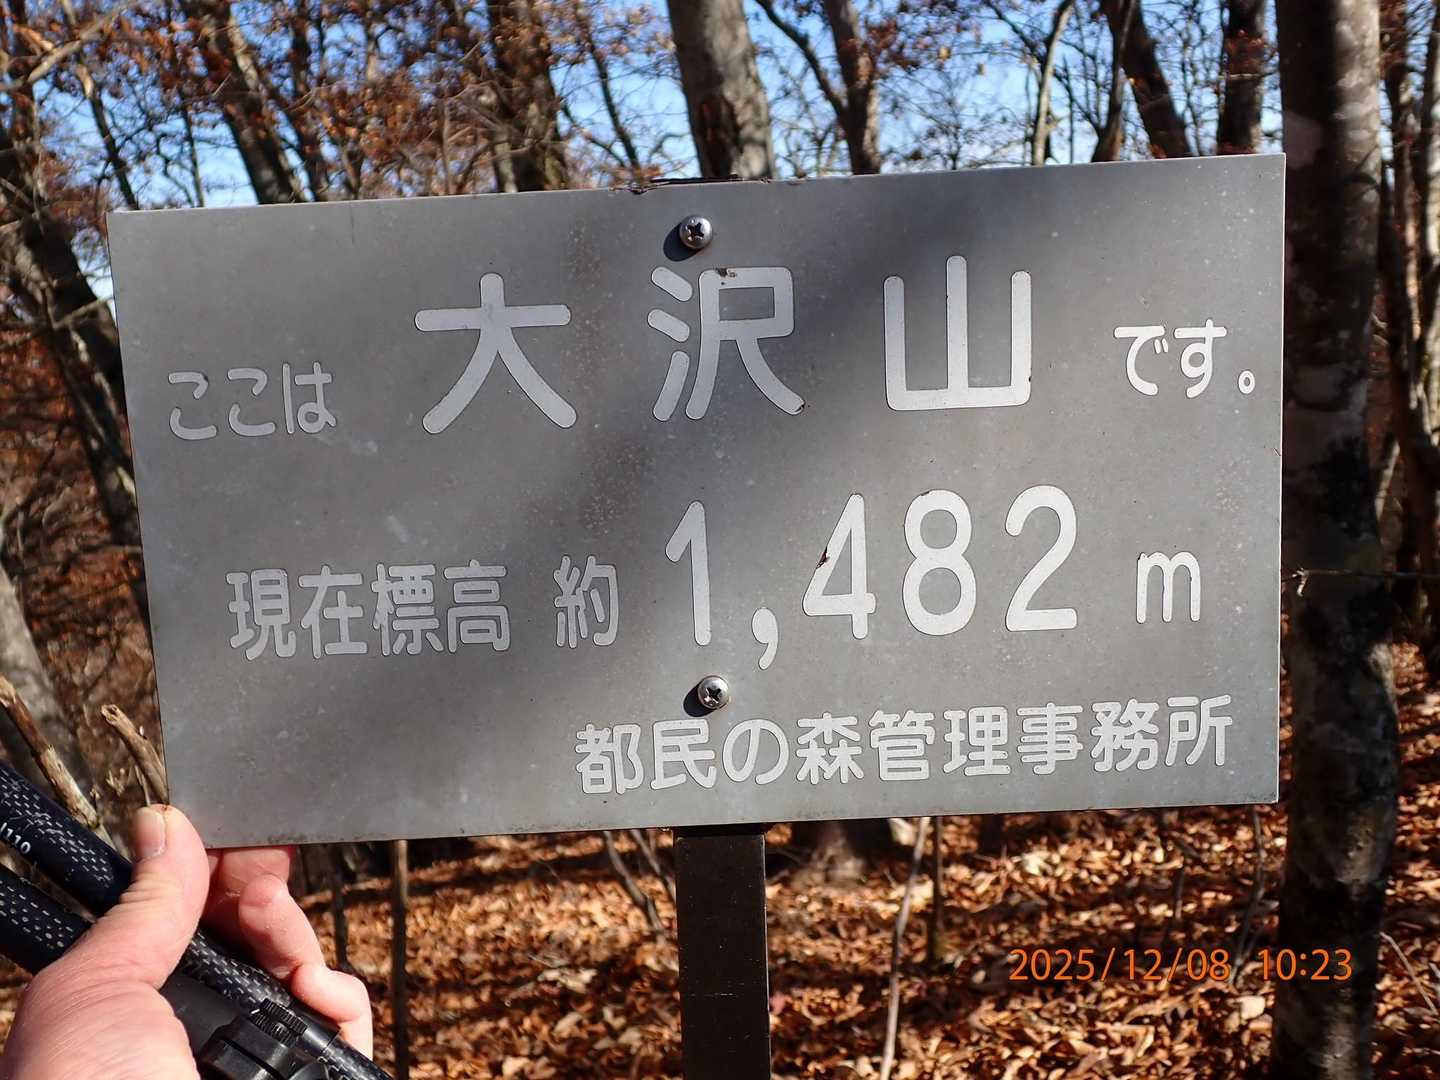 ここは 大沢山 です。
現在標高 約 1,482 m
都民の森管理事務所
110
2025/12/08 10:23